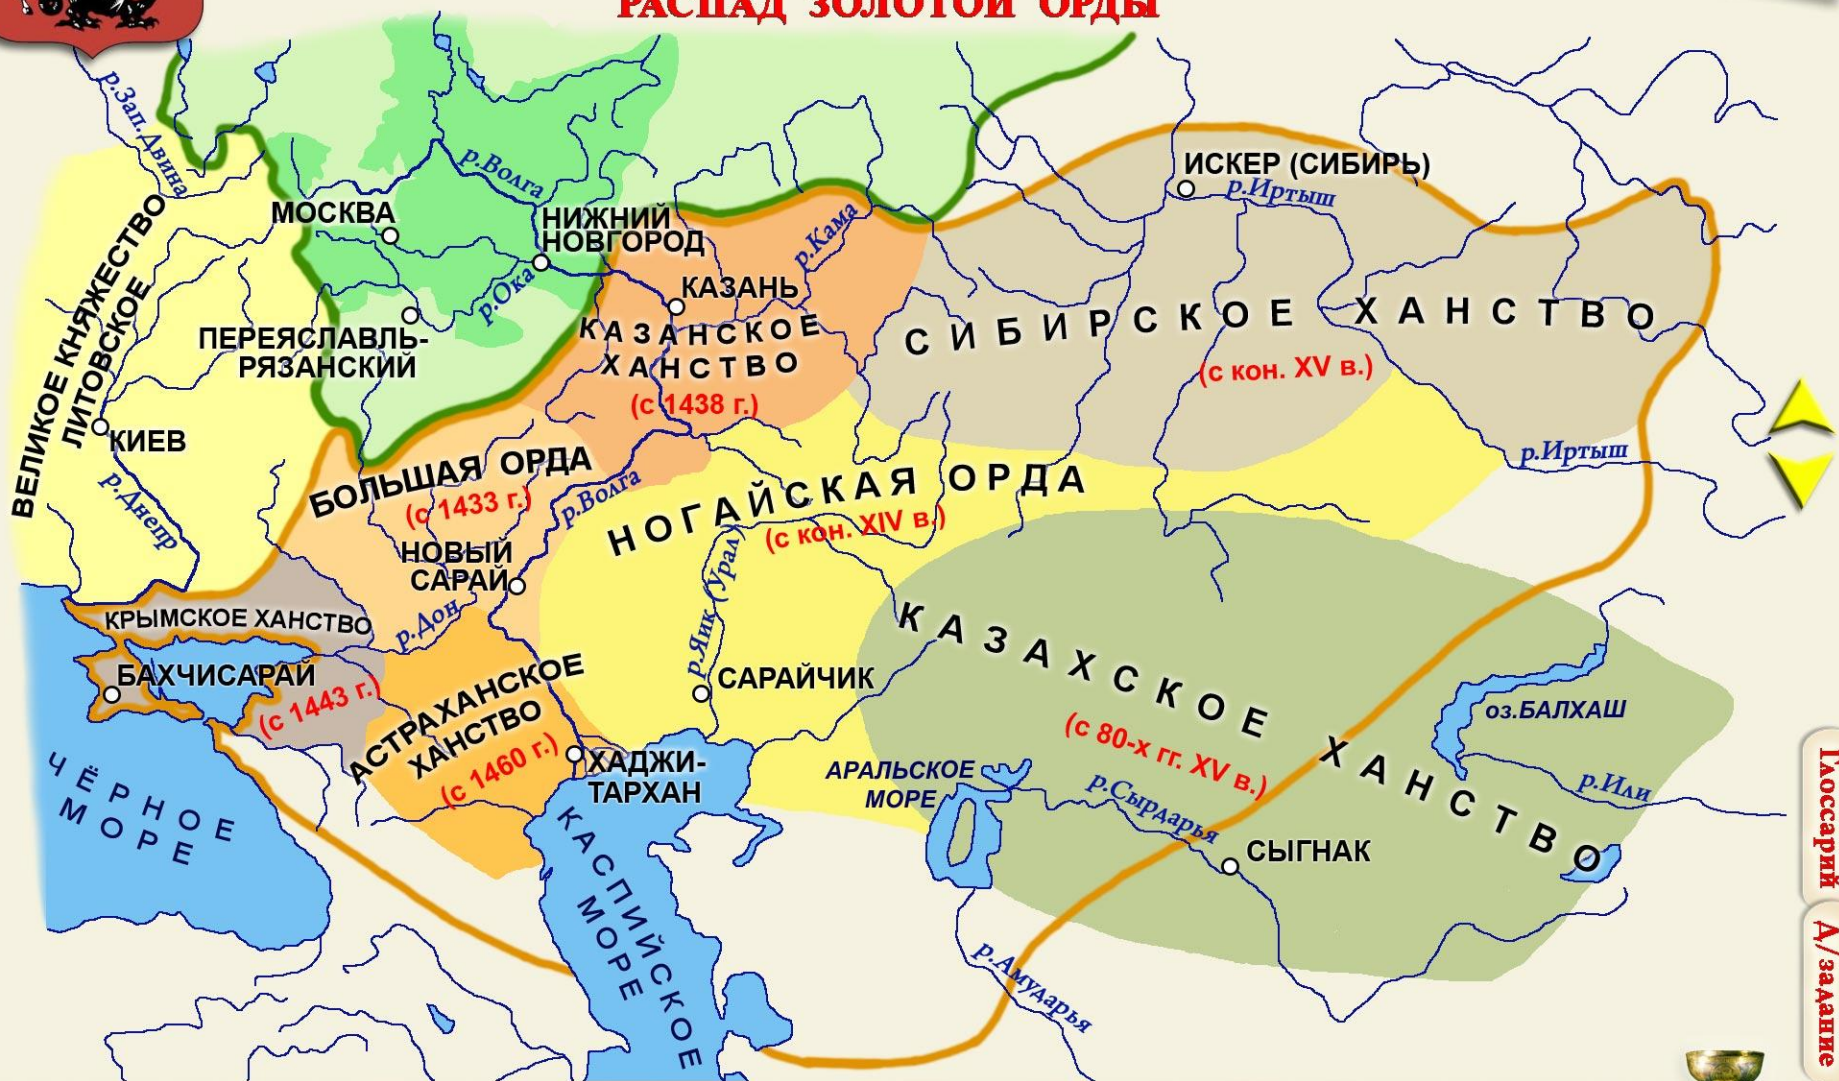 РАСПАД ЗОЛОТОЙ ОРДЫ
р.Зап.Двина
ВЕЛИКОЕ КНЯЖЕСТВО
ЛИТОВСКОЕ
КИЕВ
р.Днепр
МОСКВА
р.Волга
НИЖНИЙ
НОВГОРОД
р.Ока
ПЕРЕЯСЛАВЛЬ-
РЯЗАНСКИЙ
р.Кама
КАЗАНЬ
КАЗАНСКОЕ
ХАНСТВО
(с 1438 г.)
ИСКЕР (СИБИРЬ)
р.Иртыш
СИБИРСКОЕ ХАНСТВО
(с кон. XV в.)
р.Иртыш
БОЛЬШАЯ ОРДА
(с 1433 г.)
р.Волга
НОВЫЙ
САРАЙ
р.Дон
НОГАЙСКАЯ ОРДА
(с кон. XIV в.)
р.Яик (Урал)
САРАЙЧИК
КРЫМСКОЕ ХАНСТВО
БАХЧИСАРАЙ
(с 1443 г.)
АСТРАХАНСКОЕ
ХАНСТВО
(с 1460 г.)
ХАДЖИ-
ТАРХАН
КАЗАХСКОЕ ХАНСТВО
(с 80-х гг. XV в.)
оз.БАЛХАШ
р.Или
АРАЛЬСКОЕ
МОРЕ
р.Сырдарья
СЫГНАК
р.Амударья
ЧЁРНОЕ
МОРЕ
КАСПИЙСКОЕ
МОРЕ
Глоссарий
Д/задание